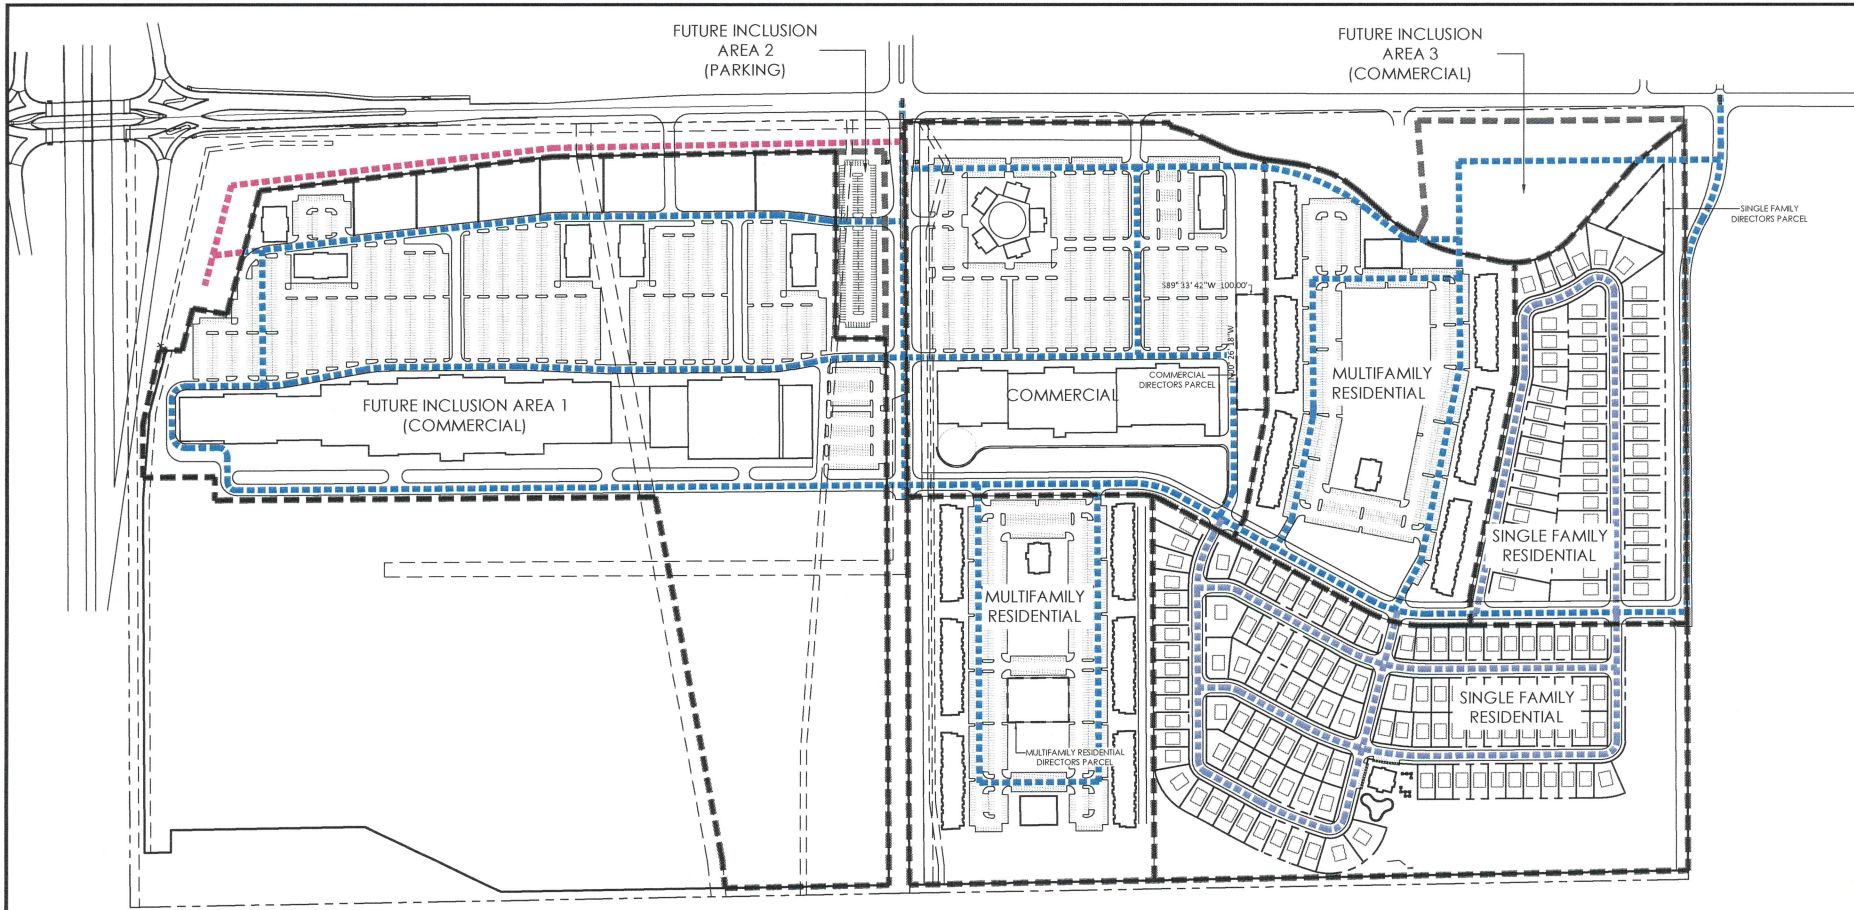 FUTURE INCLUSION
AREA 2
(PARKING)
FUTURE INCLUSION
AREA 3
(COMMERCIAL)
SINGLE FAMILY
DIRECTORS PARCEL
S89° 33' 42"W 100.00'
COMMERCIAL
DIRECTORS PARCEL
COMMERCIAL
MULTIFAMILY
RESIDENTIAL
FUTURE INCLUSION AREA 1
(COMMERCIAL)
SINGLE FAMILY
RESIDENTIAL
MULTIFAMILY
RESIDENTIAL
SINGLE FAMILY
RESIDENTIAL
MULTIFAMILY RESIDENTIAL
DIRECTORS PARCEL